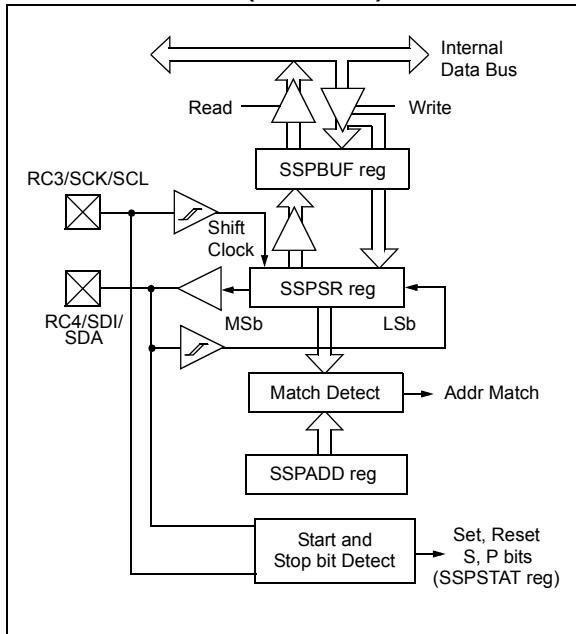 Internal
Data Bus
Read
Write
SSPBUF reg
RC3/SCK/SCL
Shift
Clock
SSPSR reg
MSb
LSb
RC4/SDI/
SDA
Match Detect
Addr Match
SSPADD reg
Start and
Stop bit Detect
Set, Reset
S, P bits
(SSPSTAT reg)